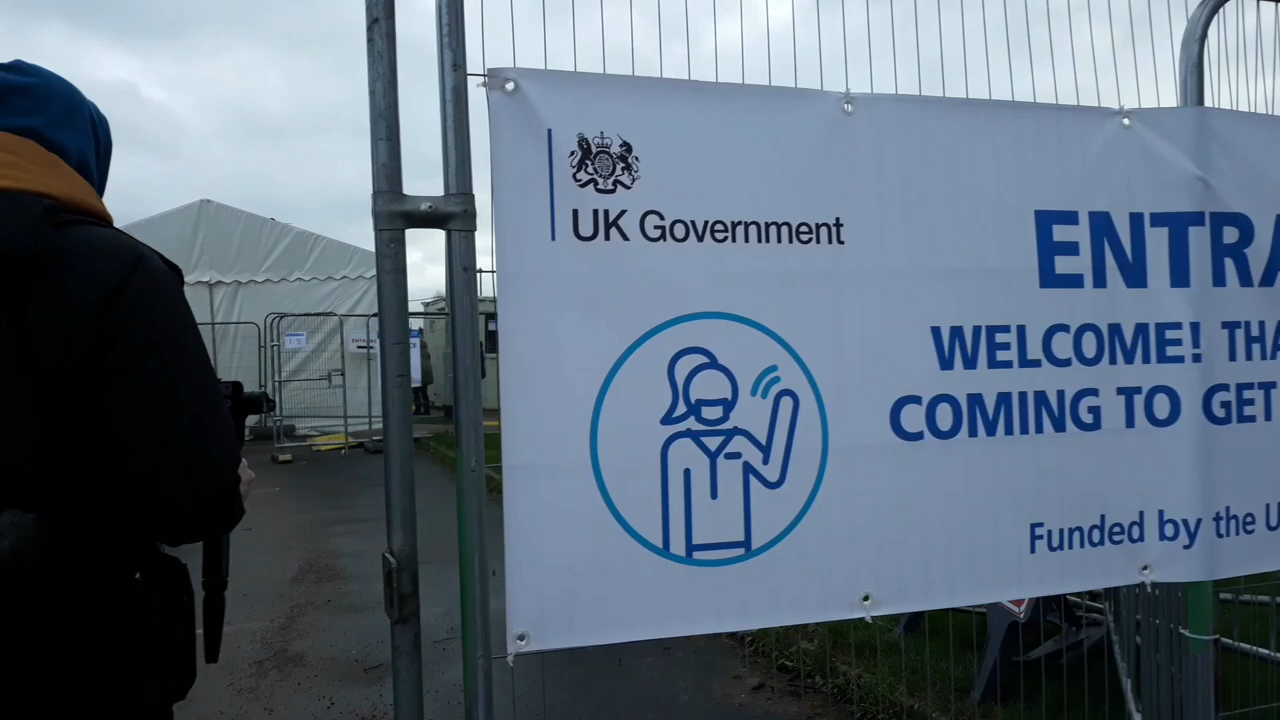 UK Government
ENTRA
WELCOME! THA
COMING TO GET
Funded by the U